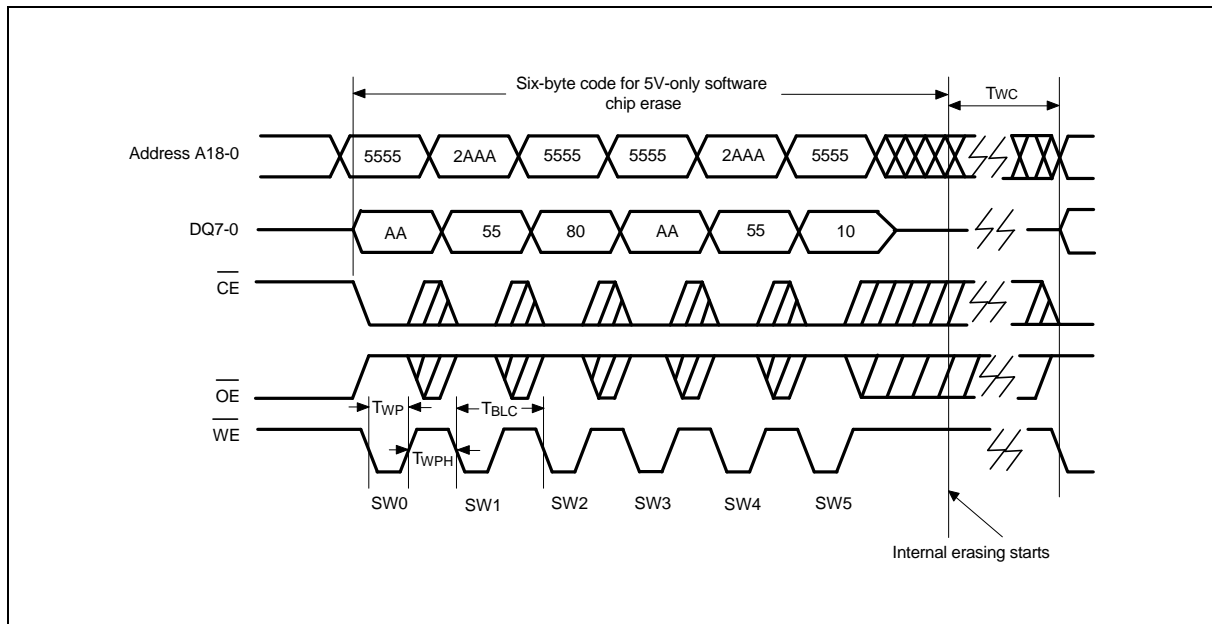 Six-byte code for 5V-only software
chip erase
TWC
Address A18-0
5555
2AAA
5555
5555
2AAA
5555
DQ7-0
AA
55
80
AA
55
10
CE
OE
TWP
TBLC
WE
TWPH
SW0
SW1
SW2
SW3
SW4
SW5
Internal erasing starts